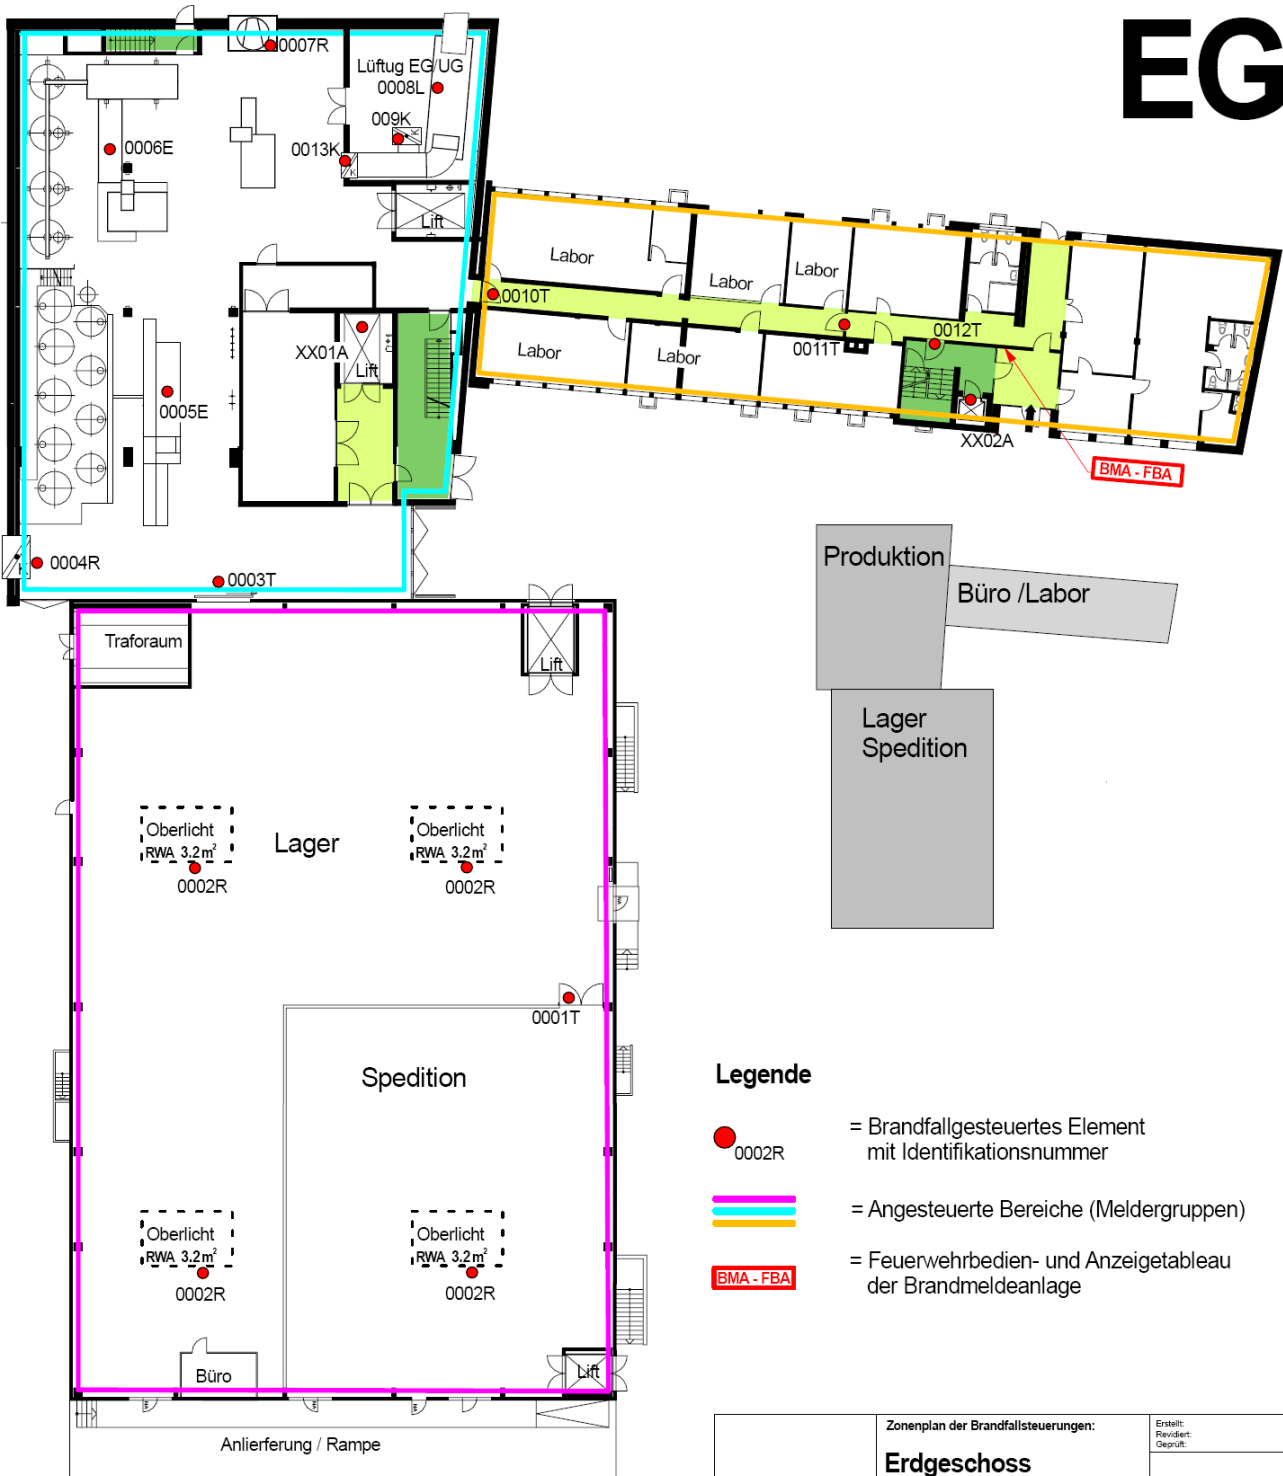 EG
0007R
Lüftug EG/UG
0008L
009K
K
0013K
K
0006E
Lift
Labor
Labor
Labor
0010T
0012T
0011T
XX01A
Lift
Labor
Labor
0005E
XX02A
BMA - FBA
0004R
K
0003T
Produktion
Büro /Labor
Lager
Spedition
Traforaum
Lift
Oberlicht
RWA 3.2m²
0002R
Lager
Oberlicht
RWA 3.2m²
0002R
0001T
Spedition
Legende
0002R
= Brandfallgesteuertes Element
mit Identifikationsnummer
= Angesteuerte Bereiche (Meldergruppen)
BMA - FBA
= Feuerwehrbedien- und Anzeigetableau
der Brandmeldeanlage
Oberlicht
RWA 3.2m²
0002R
Oberlicht
RWA 3.2m²
0002R
Büro
Lift
Anlierferung / Rampe
Zonenplan der Brandfallsteuerungen:
Erdgeschoss
Erstellt:
Revidiert:
Geprüft: